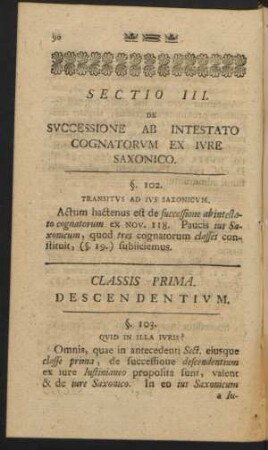 90
SECTIO III.
DE
SVCCESSIONE AB INTESTATO
COGNATORVM EX IVRE
SAXONICO.
§. 102.
TRANSITVS AD IVS SAXONICVM.
Actum hactenus est de successione ab intesta-
to cognatorum ex NOV. 118. Paucis ius Sa-
xonicum, quod tres cognatorum classes con-
stituit, (§. 19.) subiiciemus.
CLASSIS PRIMA.
DESCENDENTIVM.
§. 103.
QVID IN ILLA IVRIS?
Omnia, quae in antecedenti Sect. eiusque
classe prima, de successione descendentium
ex iure Iustinianeo proposita sunt, valent
& de iure Saxonico. In eo ius Saxonicum
a Iu-